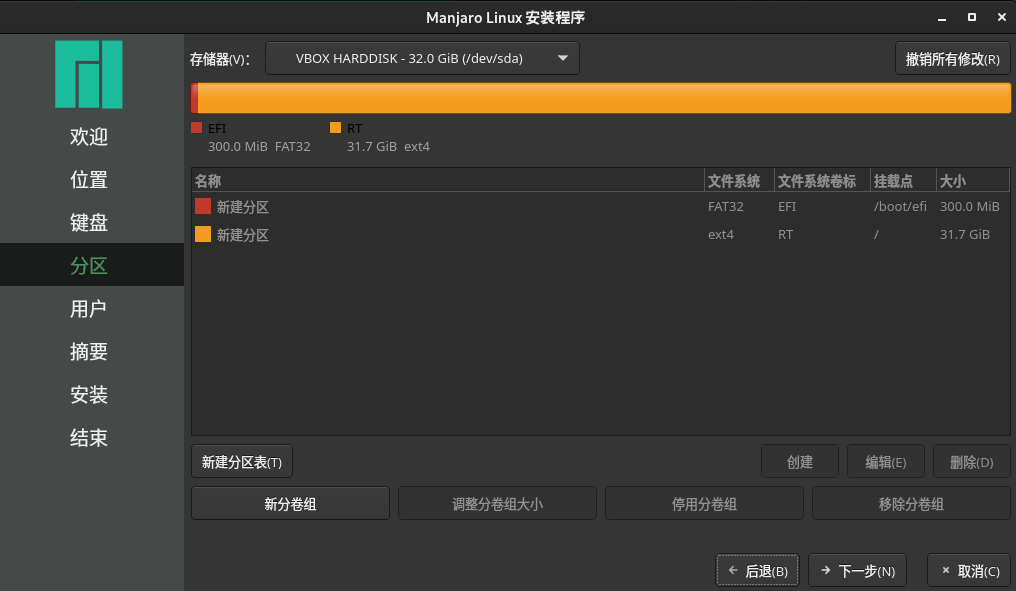 Manjaro Linux 安装程序
欢迎
位置
键盘
分区
用户
摘要
安装
结束
存储器(V): VBOX HARDDISK - 32.0 GiB (/dev/sda) 撤销所有修改(R)
EFI RT
300.0 MiB FAT32 31.7 GiB ext4
名称 文件系统 文件系统卷标 挂载点 大小
新建分区 FAT32 EFI /boot/efi 300.0 MiB
新建分区 ext4 RT / 31.7 GiB
新建分区表(T) 创建 编辑(E) 删除(D)
新分卷组 调整分卷组大小 停用分卷组 移除分卷组
后退(B) 下一步(N) 取消(C)